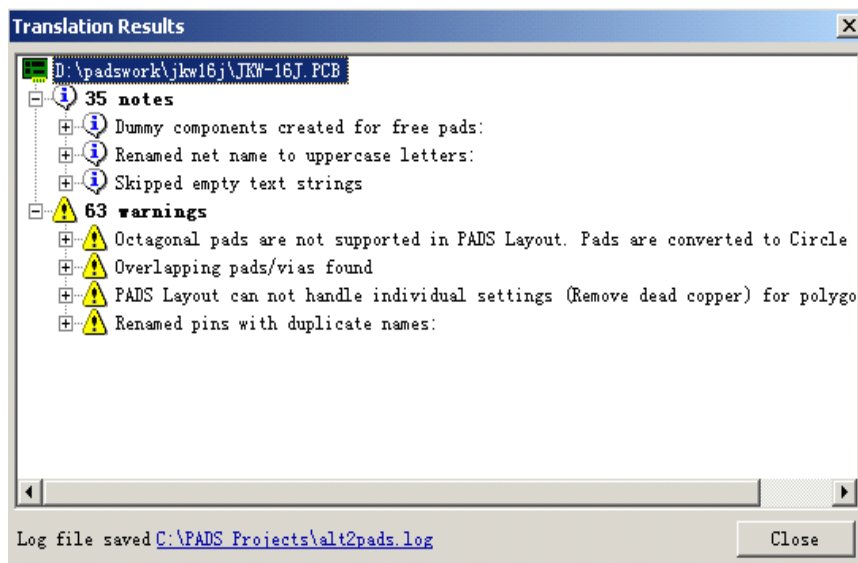 Translation Results
D:\padswork\jkw16j\JKW-16J.PCB
35 notes
Dummy components created for free pads:
Renamed net name to uppercase letters:
Skipped empty text strings
63 warnings
Octagonal pads are not supported in PADS Layout. Pads are converted to Circle
Overlapping pads/vias found
PADS Layout can not handle individual settings (Remove dead copper) for polygo
Renamed pins with duplicate names:
Log file saved C:\PADS Projects\alt2pads.log
Close